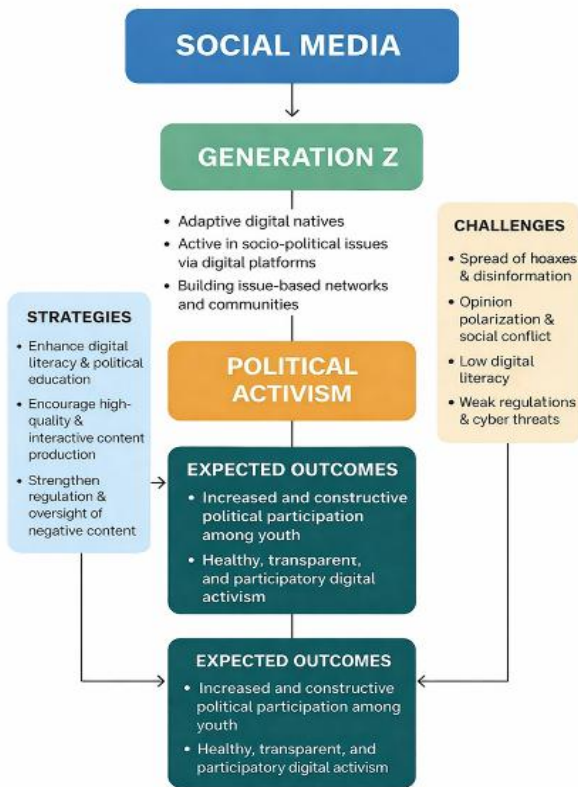 SOCIAL MEDIA
GENERATION Z
• Adaptive digital natives
• Active in socio-political issues
via digital platforms
• Building issue-based networks
and communities
CHALLENGES
• Spread of hoaxes
& disinformation
• Opinion
polarization &
social conflict
• Low digital
literacy
• Weak regulations
& cyber threats
STRATEGIES
• Enhance digital
literacy & political
education
• Encourage high-
quality &
interactive content
production
• Strengthen
regulation &
oversight of
negative content
POLITICAL
ACTIVISM
EXPECTED OUTCOMES
• Increased and constructive
political participation
among youth
• Healthy, transparent,
and participatory digital
activism
EXPECTED OUTCOMES
• Increased and constructive
political participation among
youth
• Healthy, transparent, and
participatory digital activism